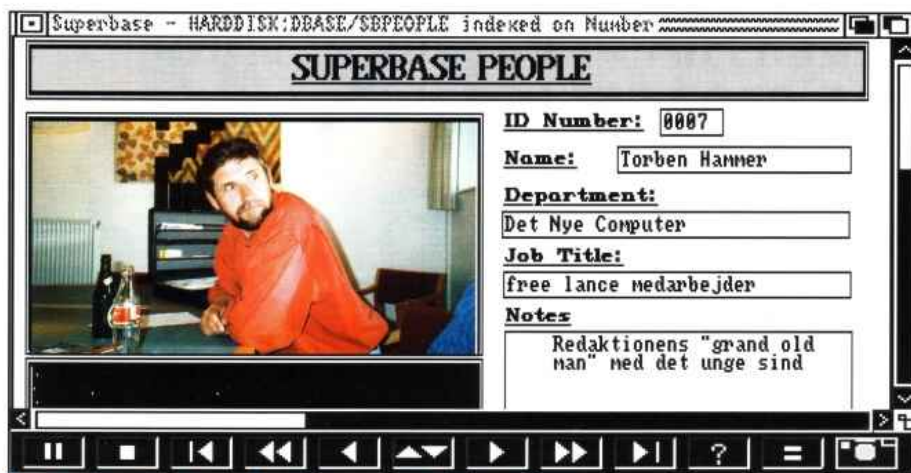 Superbase - HARDDISK:DBASE/SBPEOPLE indexed on Number
SUPERBASE PEOPLE
ID Number: 0007
Name: Torben Hammer
Department:
Det Nye Computer
Job Title:
free lance medarbejder
Notes
Redaktionens "grand old
man" med det unge sind
?
=